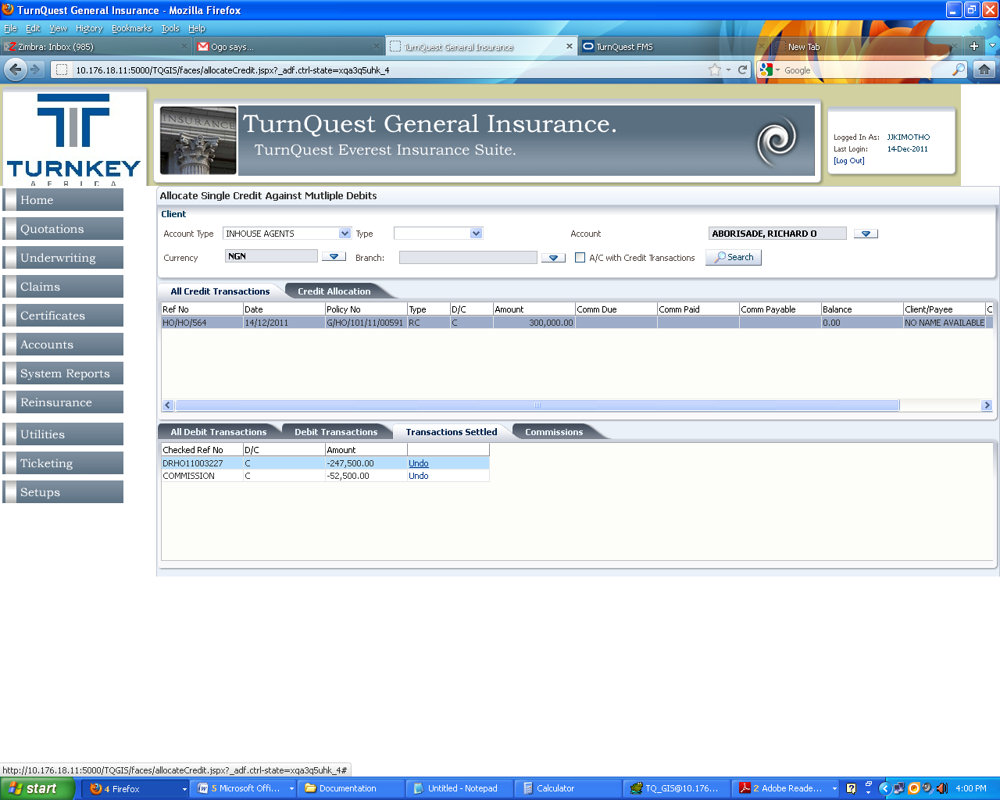 TurnQuest General Insurance - Mozilla Firefox
File Edit View History Bookmarks Tools Help
Zimbra: Inbox (985) Ogo says... TurnQuest General Insurance TurnQuest FMS New Tab
10.176.18.11:5000/TQGIS/faces/allocateCredit.jspx?_adf.ctrl-state=xqa3q5uhk_4 Google
TURNKEY
AFRICA
INSURANCE
TurnQuest General Insurance.
TurnQuest Everest Insurance Suite.
Logged In As: JJKIMOTHO
Last Login: 14-Dec-2011
[Log Out]
Home
Quotations
Underwriting
Claims
Certificates
Accounts
System Reports
Reinsurance
Utilities
Ticketing
Setups
Allocate Single Credit Against Mutliple Debits
Client
Account Type INHOUSE AGENTS Type Account ABORISADE, RICHARD O
Currency NGN Branch: A/C with Credit Transactions Search
All Credit Transactions Credit Allocation
Ref No Date Policy No Type D/C Amount Comm Due Comm Paid Comm Payable Balance Client/Payee C
HO/HO/564 14/12/2011 G/HO/101/11/00591 RC C 300,000.00 0.00 NO NAME AVAILABLE
All Debit Transactions Debit Transactions Transactions Settled Commissions
Checked Ref No D/C Amount
DRHO11003227 C -247,500.00 Undo
COMMISSION C -52,500.00 Undo
http://10.176.18.11:5000/TQGIS/faces/allocateCredit.jspx?_adf.ctrl-state=xqa3q5uhk_4#
start 4 Firefox 5 Microsoft Offi... Documentation Untitled - Notepad Calculator TQ_GIS@10.176... 2 Adobe Reade... 4:00 PM